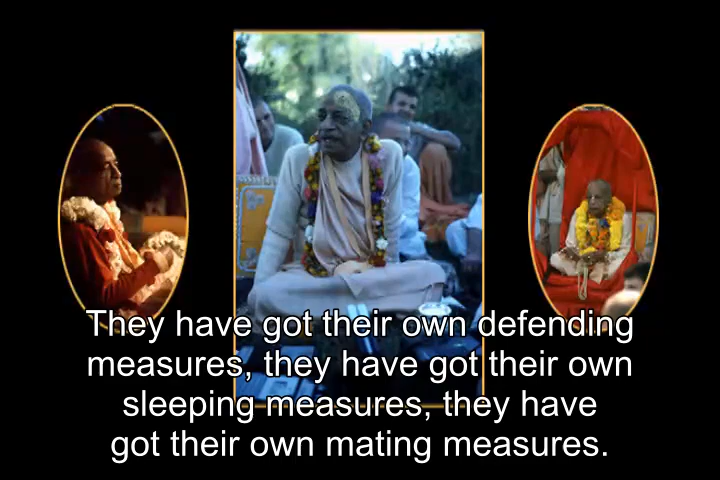 They have got their own defending
measures, they have got their own
sleeping measures, they have
got their own mating measures.